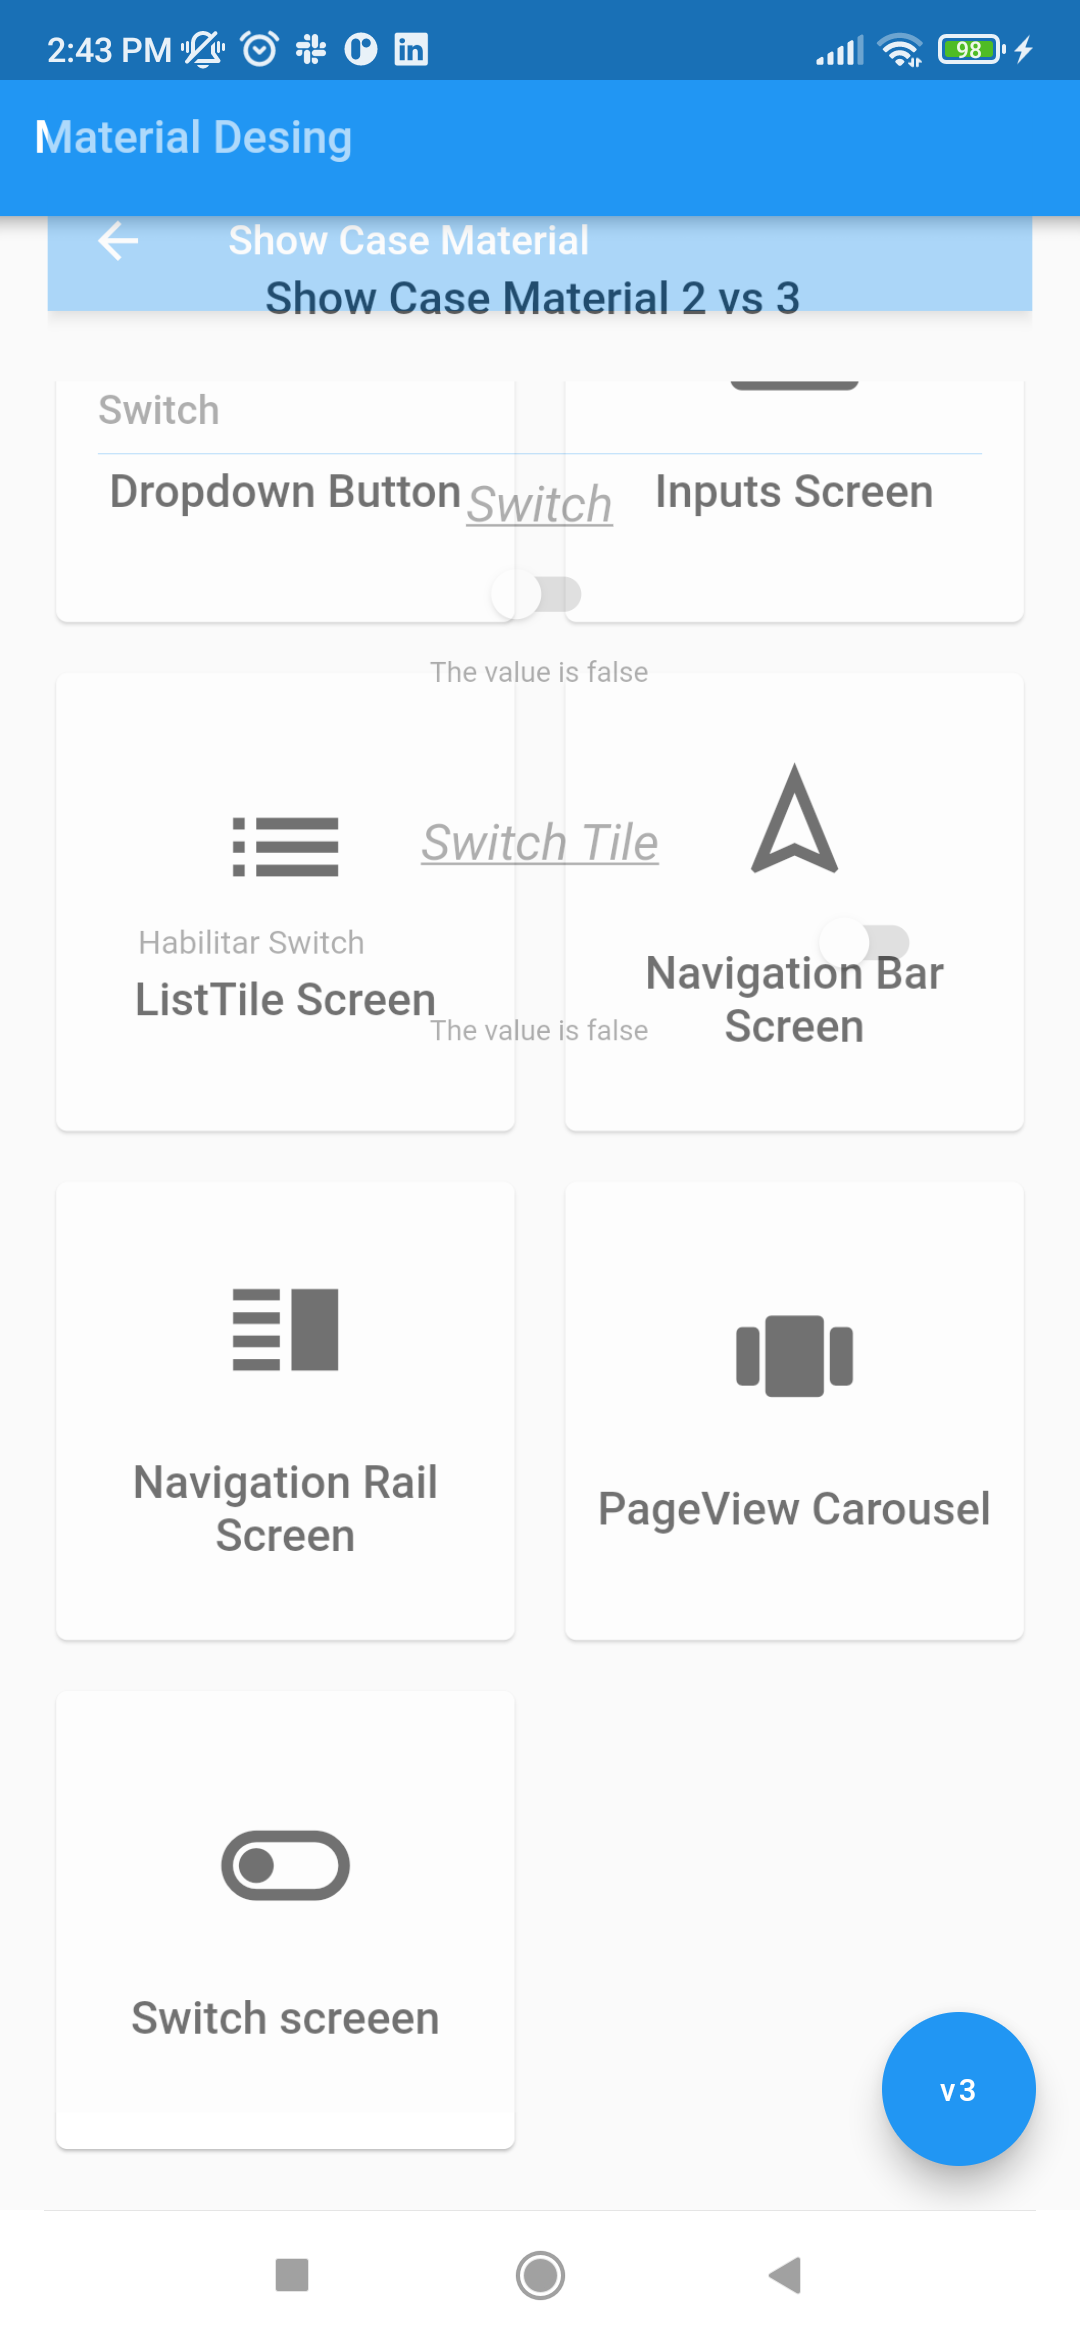 2:43 PM
98
Material Desing
Show Case Material
Show Case Material 2 vs 3
Switch
Dropdown Button
Switch
Inputs Screen
The value is false
Switch Tile
Habilitar Switch
ListTile Screen
Navigation Bar
Screen
The value is false
Navigation Rail
Screen
PageView Carousel
Switch screeen
v3